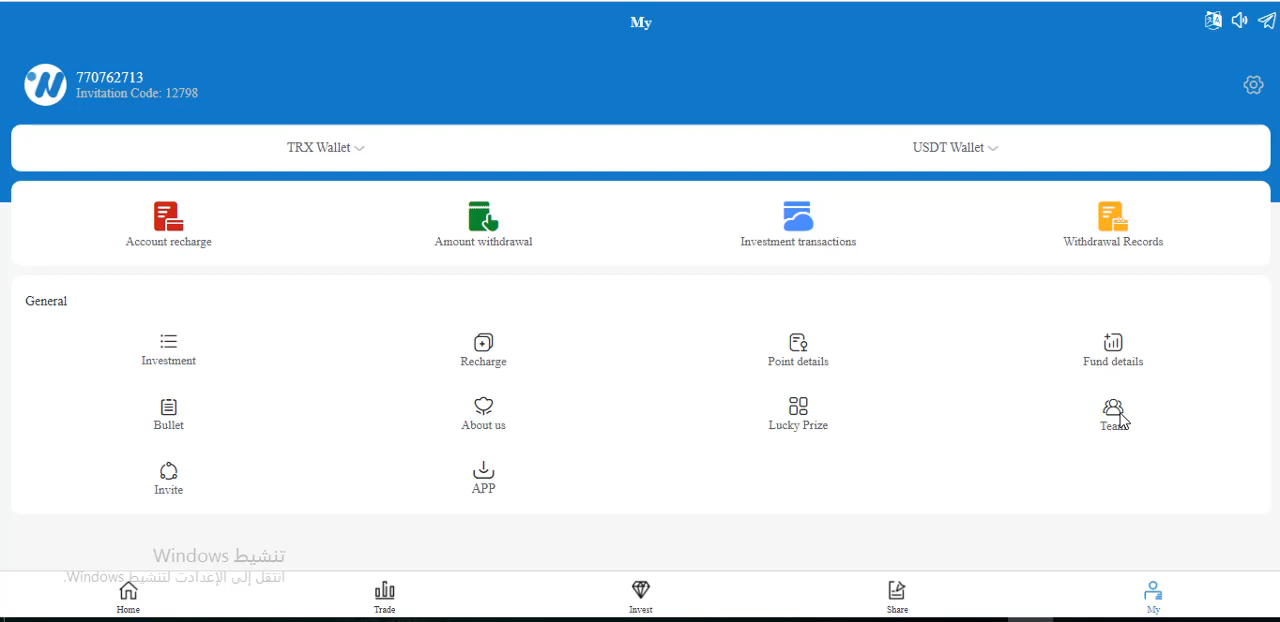 My
770762713
Invitation Code: 12798
TRX Wallet
USDT Wallet
Account recharge
Amount withdrawal
Investment transactions
Withdrawal Records
General
Investment
Recharge
Point details
Fund details
Bullet
About us
Lucky Prize
Team
Invite
APP
تنشيط Windows
انتقل إلى الإعدادت لتنشيط Windows.
Home
Trade
Invest
Share
My